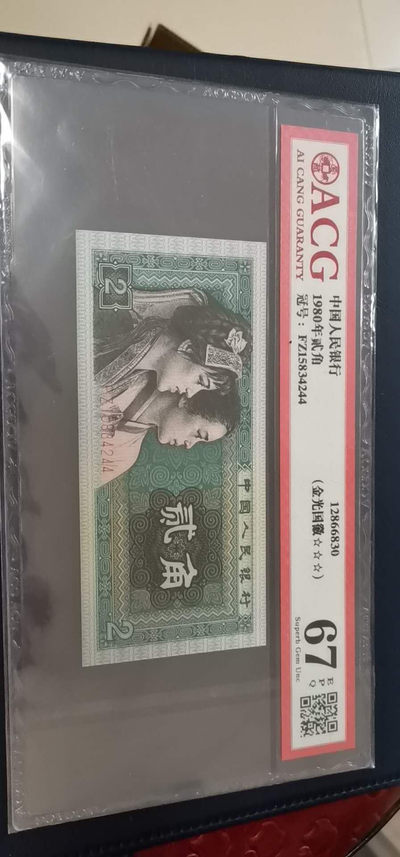 ACG
AI CANG GUARANTY
中国人民银行
1980年贰角
冠号：FZ15834244
12866830
（金光国徽☆☆☆）
67
EPQ
Superb Gem Unc
中国人民银行
贰角
2
2